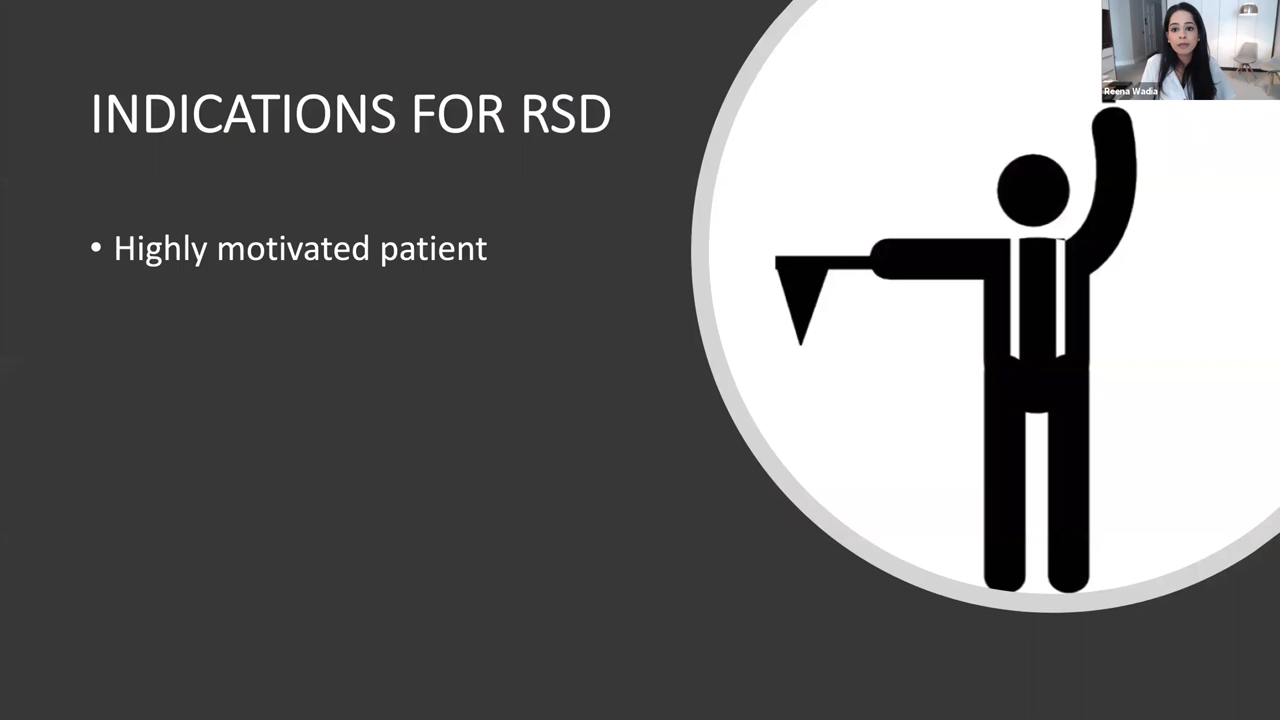 INDICATIONS FOR RSD
• Highly motivated patient
Reena Wadia